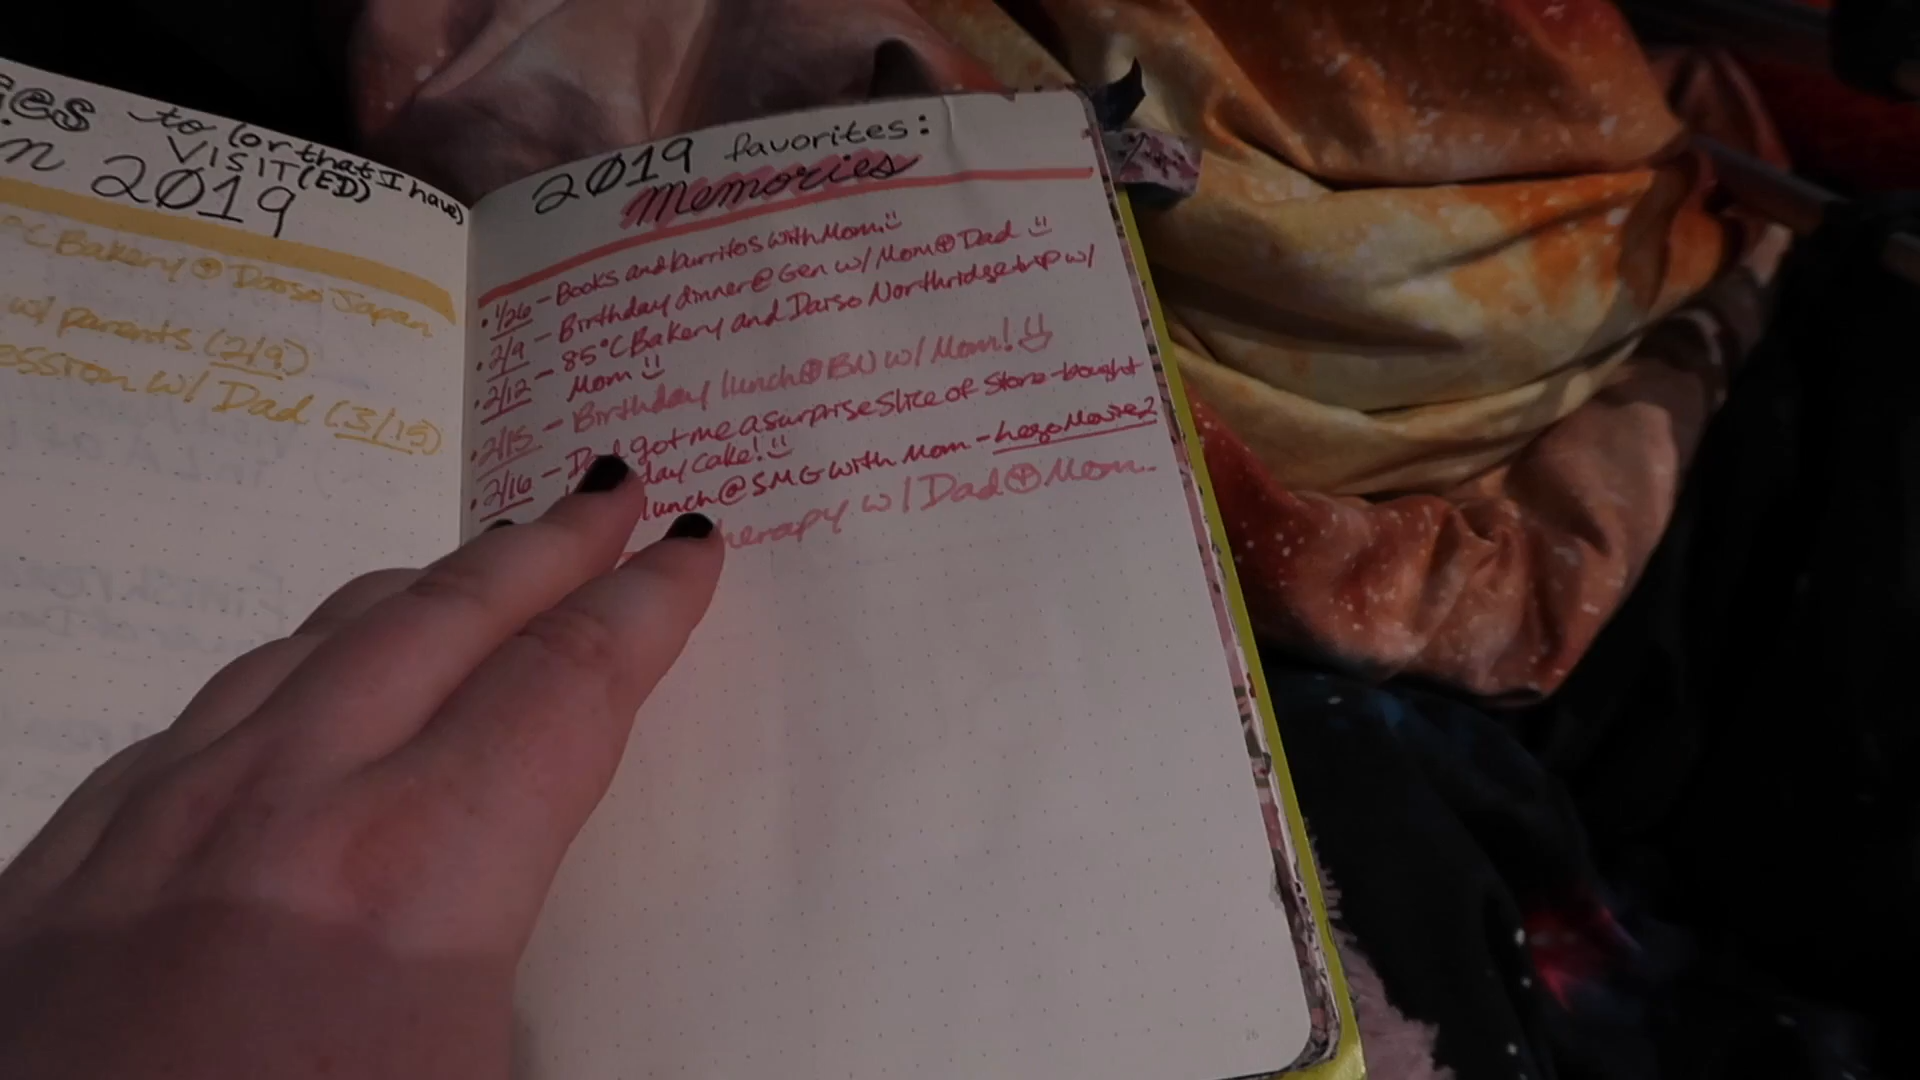 to (or that I have)
VISIT(ED)
in 2019
°C Bakery ⊕ Daiso Japan
w/ parents (2/9)
ession w/ Dad (3/15)
2019 favorites:
Memories
• 1/26 - Books and burritos with Mom.
• 2/9 - Birthday dinner @ Gen w/ Mom ⊕ Dad
• 2/12 - 85°C Bakery and Daiso Northridge trip w/
Mom
• 2/15 - Birthday lunch @ BN w/ Mom!
• 2/16 - Dad got me a surprise slice of store-bought
day cake!
lunch @ SMG with Mom - Lego Movie 2
herapy w/ Dad ⊕ Mom.